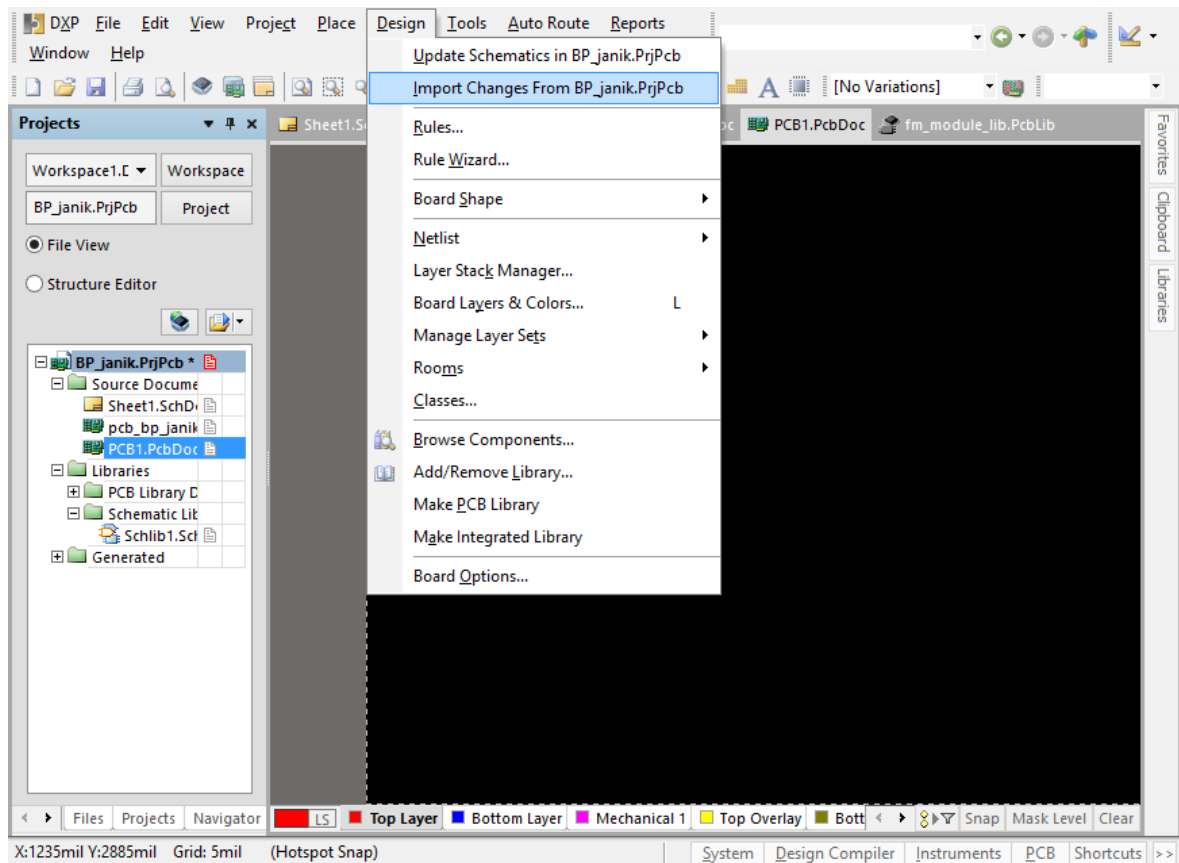 DXP File Edit View Project Place Design Tools Auto Route Reports
Window Help
[No Variations]
Update Schematics in BP_janik.PrjPcb
Import Changes From BP_janik.PrjPcb
Rules...
Rule Wizard...
Board Shape
Netlist
Layer Stack Manager...
Board Layers & Colors... L
Manage Layer Sets
Rooms
Classes...
Browse Components...
Add/Remove Library...
Make PCB Library
Make Integrated Library
Board Options...
Projects
Sheet1.S oc PCB1.PcbDoc fm_module_lib.PcbLib
Workspace1.D Workspace
BP_janik.PrjPcb Project
File View
Structure Editor
BP_janik.PrjPcb *
Source Docume
Sheet1.SchD
pcb_bp_janik
PCB1.PcbDoc
Libraries
PCB Library D
Schematic Lib
Schlib1.Sch
Generated
Favorites
Clipboard
Libraries
Files Projects Navigator LS Top Layer Bottom Layer Mechanical 1 Top Overlay Bott Snap Mask Level Clear
X:1235mil Y:2885mil Grid: 5mil (Hotspot Snap) System Design Compiler Instruments PCB Shortcuts >>